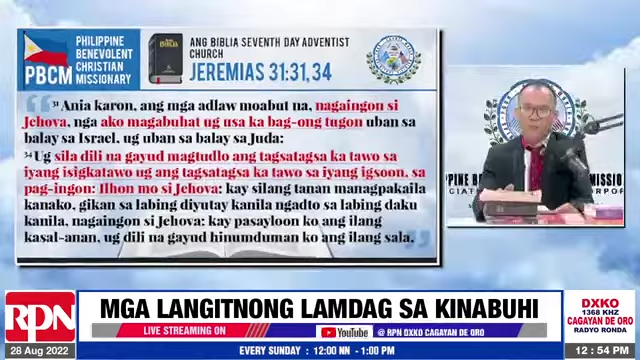 PBCM
PHILIPPINE
BENEVOLENT
CHRISTIAN
MISSIONARY
ANG BIBLIA SEVENTH DAY ADVENTIST
CHURCH
JEREMIAS 31:31,34
³¹ Ania karon, ang mga adlaw moabut na, nagaingon si
Jehova, nga ako magabuhat ug usa ka bag-ong tugon uban sa
balay sa Israel, ug uban sa balay sa Juda:
³⁴ Ug sila dili na gayud magtudlo ang tagsatagsa ka tawo sa
iyang isigkatawo ug ang tagsatagsa ka tawo sa iyang igsoon, sa
pag-ingon: Ilhon mo si Jehova: kay silang tanan managpakaila
kanako, gikan sa labing diyutay kanila ngadto sa labing daku
kanila, nagaingon si Jehova: kay pasayloon ko ang ilang
kasal-anan, ug dili na gayud hinumduman ko ang ilang sala.
RPN
28 Aug 2022
MGA LANGITNONG LAMDAG SA KINABUHI
LIVE STREAMING ON
YouTube
@ RPN DXKO CAGAYAN DE ORO
EVERY SUNDAY : 12:00 NN - 1:00 PM
DXKO
1368 KHZ
CAGAYAN DE ORO
RADYO RONDA
12:54 PM